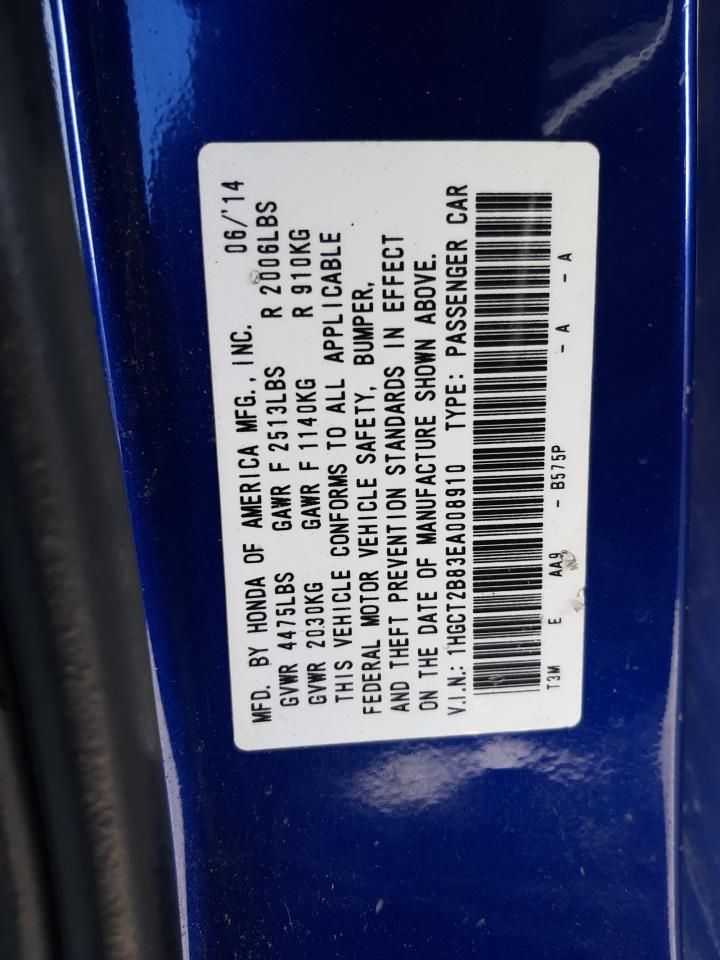 MFD. BY HONDA OF AMERICA MFG., INC. 06/'14
GVWR 4475LBS GAWR F 2513LBS R 2006LBS
GVWR 2030KG GAWR F 1140KG R 910KG
THIS VEHICLE CONFORMS TO ALL APPLICABLE
FEDERAL MOTOR VEHICLE SAFETY, BUMPER,
AND THEFT PREVENTION STANDARDS IN EFFECT
ON THE DATE OF MANUFACTURE SHOWN ABOVE.
V.I.N.: 1HGCT2B83EA008910 TYPE: PASSENGER CAR
T3M E AA9 - B575P - A - A